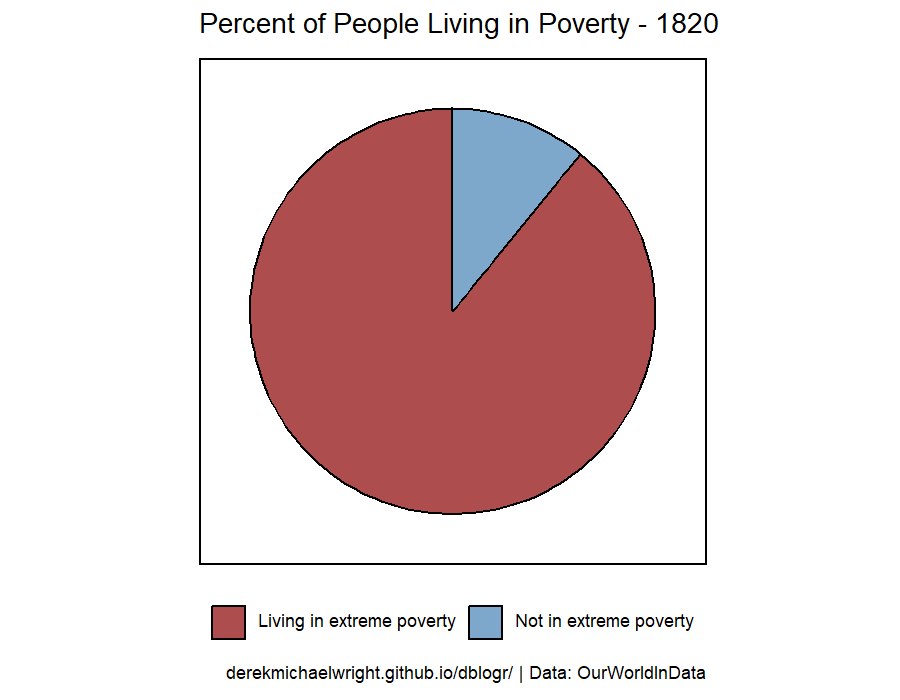 Percent of People Living in Poverty - 1820
Living in extreme poverty Not in extreme poverty
derekmichaelwright.github.io/dblogr/ | Data: OurWorldInData